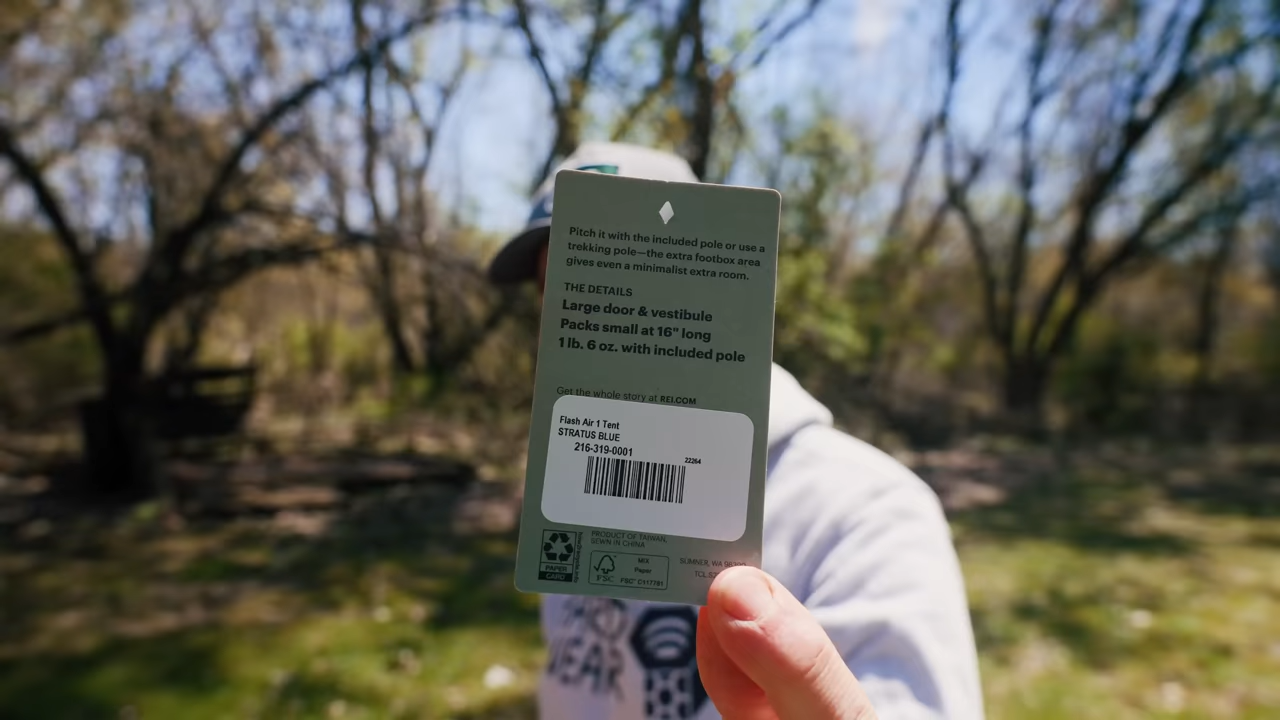 Pitch it with the included pole or use a
trekking pole—the extra footbox area
gives even a minimalist extra room.
THE DETAILS
Large door & vestibule
Packs small at 16" long
1 lb. 6 oz. with included pole
Get the whole story at REI.COM
Flash Air 1 Tent
STRATUS BLUE
216-319-0001
22264
PRODUCT OF TAIWAN,
SEWN IN CHINA
PAPER
CARD
MIX
Paper
FSC
FSC™ C117781
SUMNER, WA
TCL
WEAR